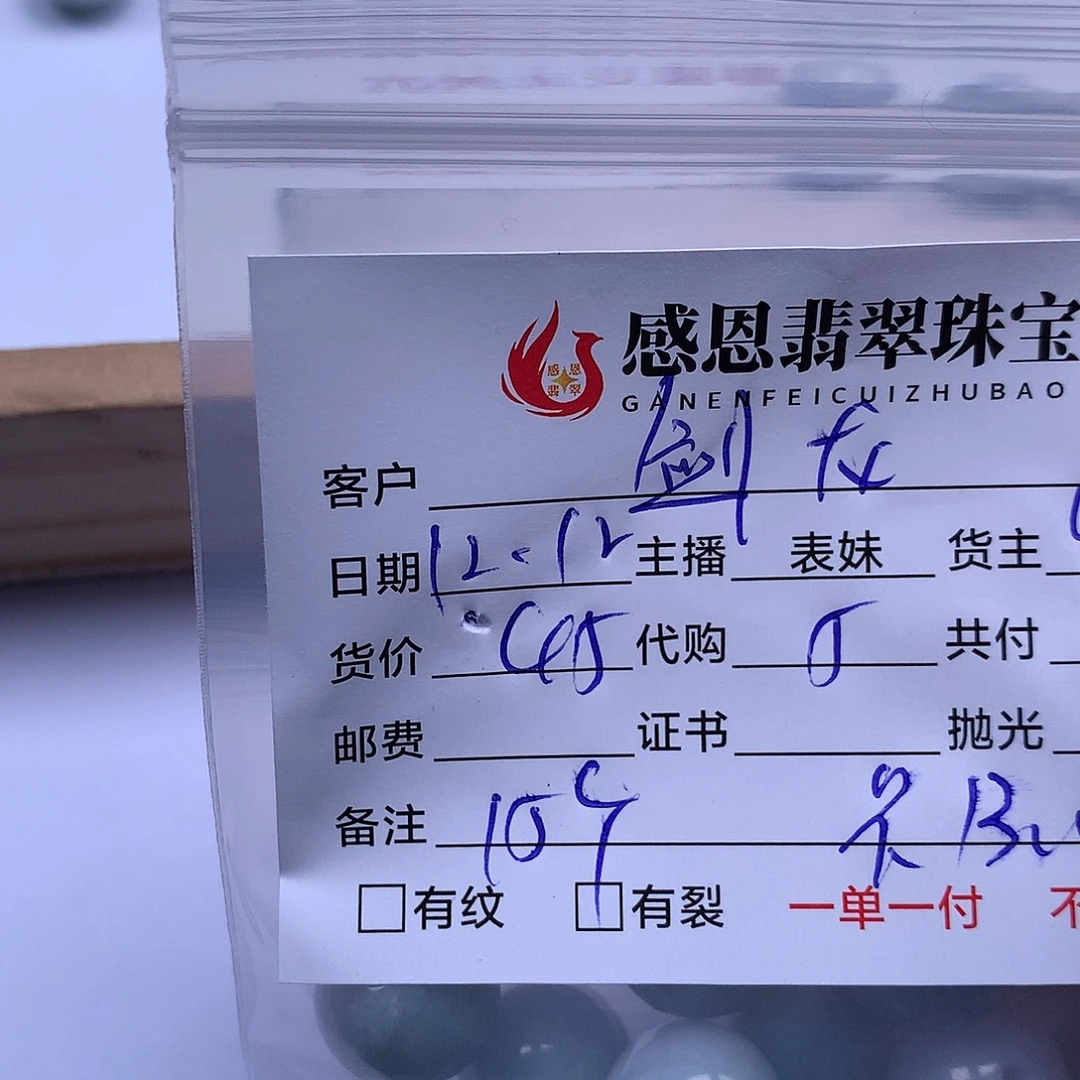 感恩翡翠珠宝
GANENFEICUIZHUBAO
客户 剑龙
日期 12.12 主播 表妹 货主
货价 代购 5 共付
邮费 证书 抛光
备注
有纹 有裂 一单一付 不